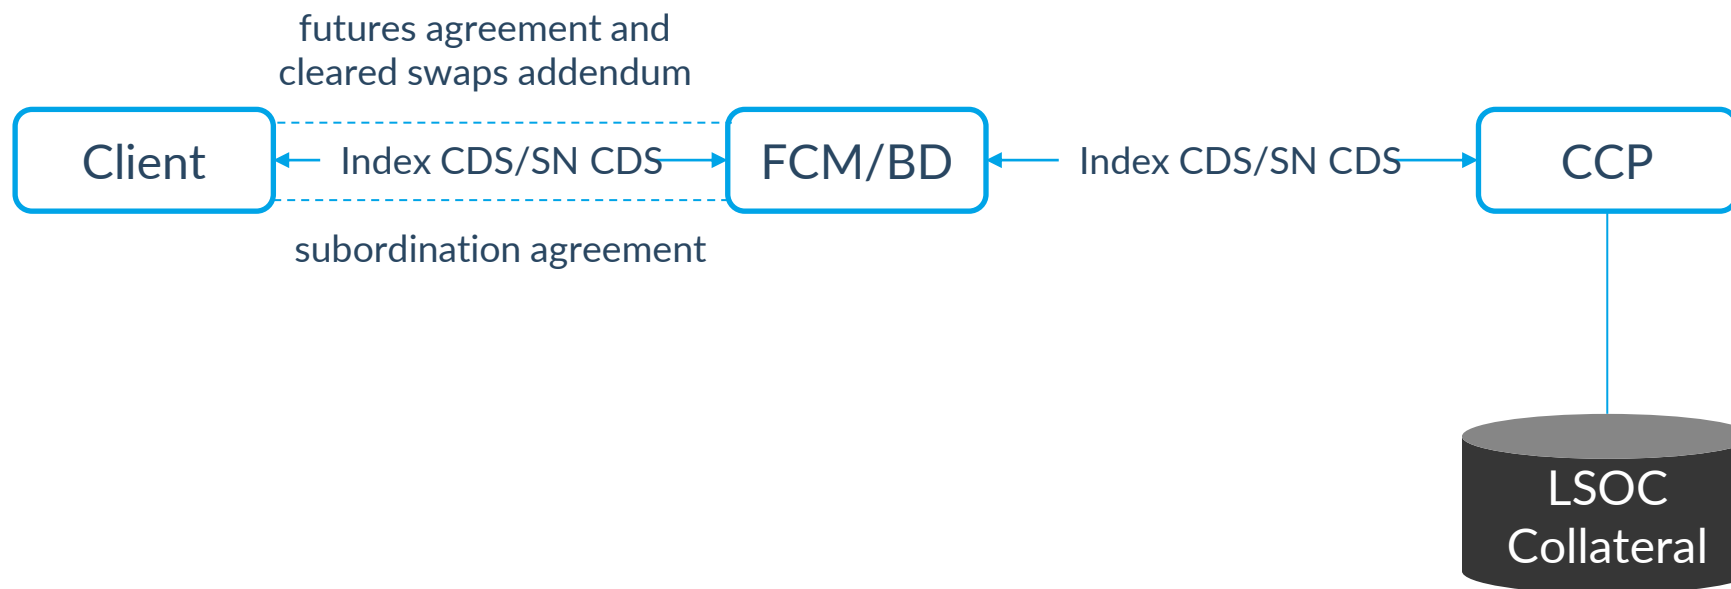 futures agreement and
cleared swaps addendum
Client
Index CDS/SN CDS
FCM/BD
Index CDS/SN CDS
CCP
subordination agreement
LSOC
Collateral